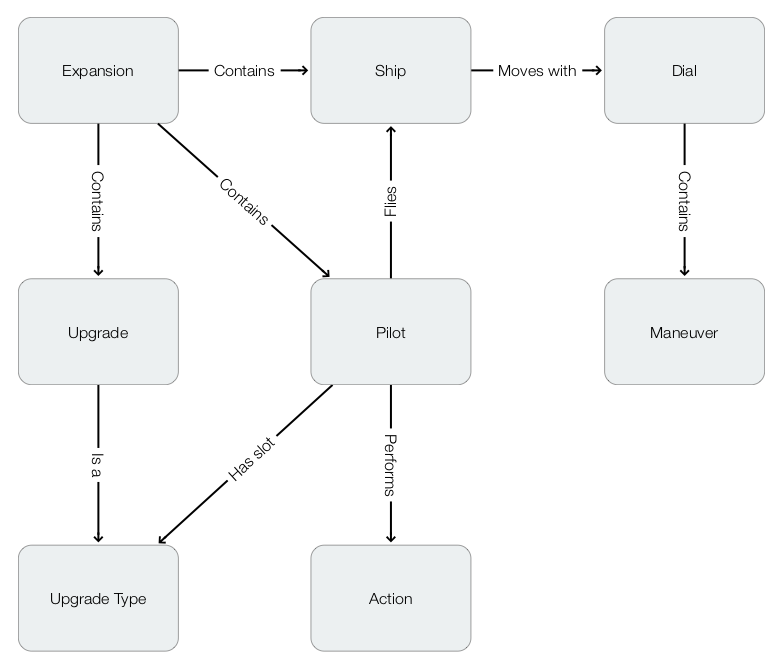 Expansion
Contains
Ship
Moves with
Dial
Contains
Contains
Flies
Contains
Upgrade
Pilot
Maneuver
Is a
Has slot
Performs
Upgrade Type
Action